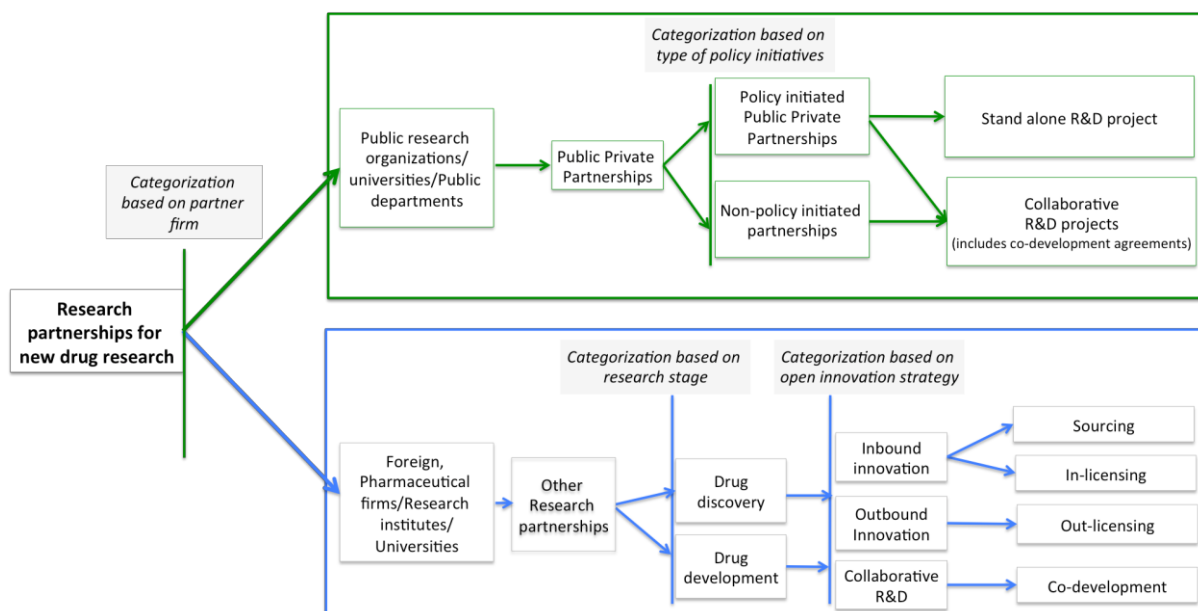 Categorization based on
type of policy initiatives
Policy initiated
Public Private
Partnerships
Stand alone R&D project
Public research
organizations/
universities/Public
departments
Public Private
Partnerships
Categorization
based on partner
firm
Non-policy initiated
partnerships
Collaborative
R&D projects
(includes co-development agreements)
Research
partnerships for
new drug research
Categorization based on
research stage
Categorization based on
open innovation strategy
Foreign,
Pharmaceutical
firms/Research
institutes/
Universities
Other
Research
partnerships
Drug
discovery
Drug
development
Inbound
innovation
Outbound
Innovation
Collaborative
R&D
Sourcing
In-licensing
Out-licensing
Co-development